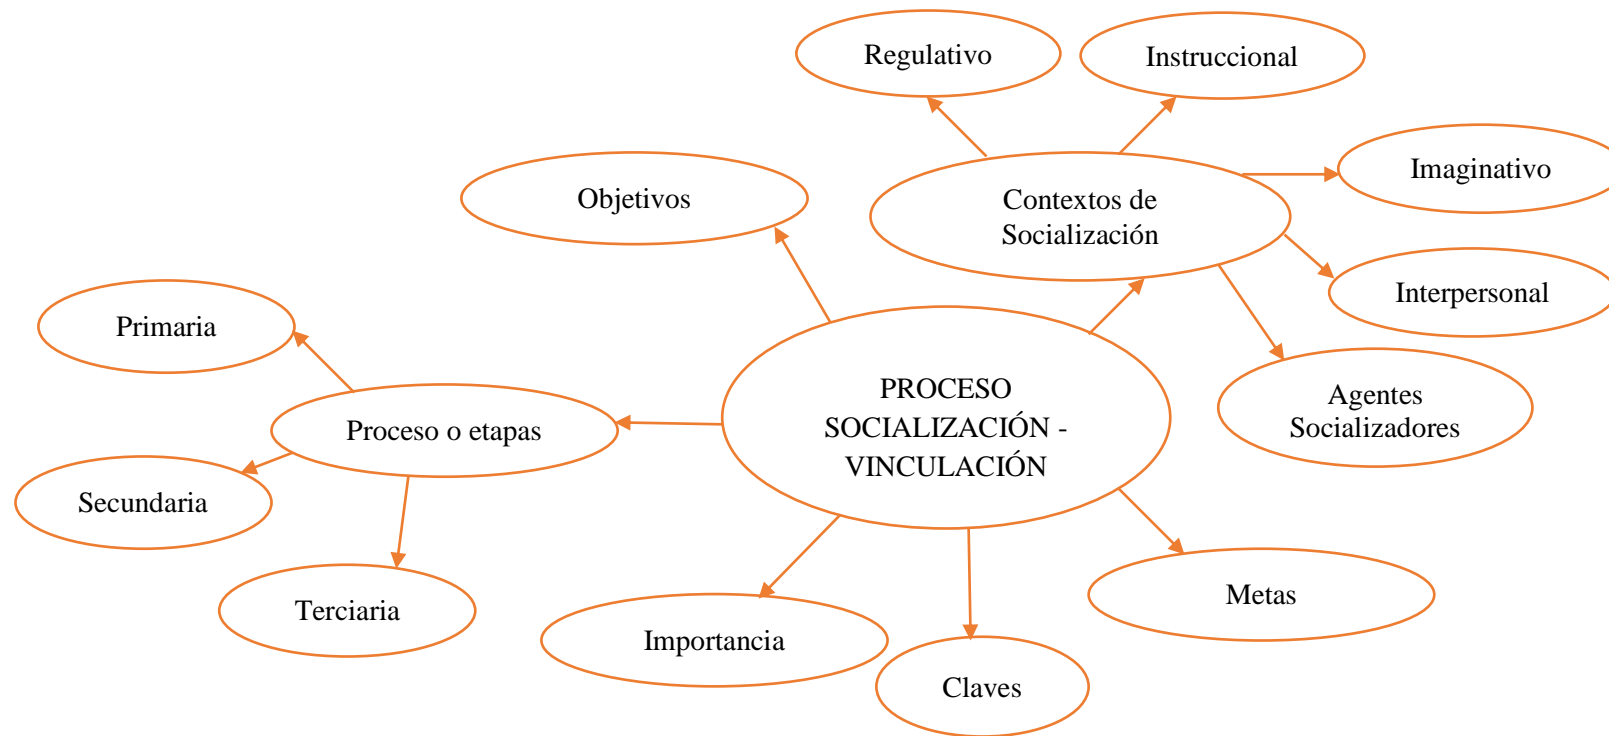 Regulativo
Instruccional
Imaginativo
Objetivos
Contextos de
Socialización
Interpersonal
Primaria
PROCESO
SOCIALIZACIÓN -
VINCULACIÓN
Agentes
Socializadores
Proceso o etapas
Secundaria
Terciaria
Metas
Importancia
Claves